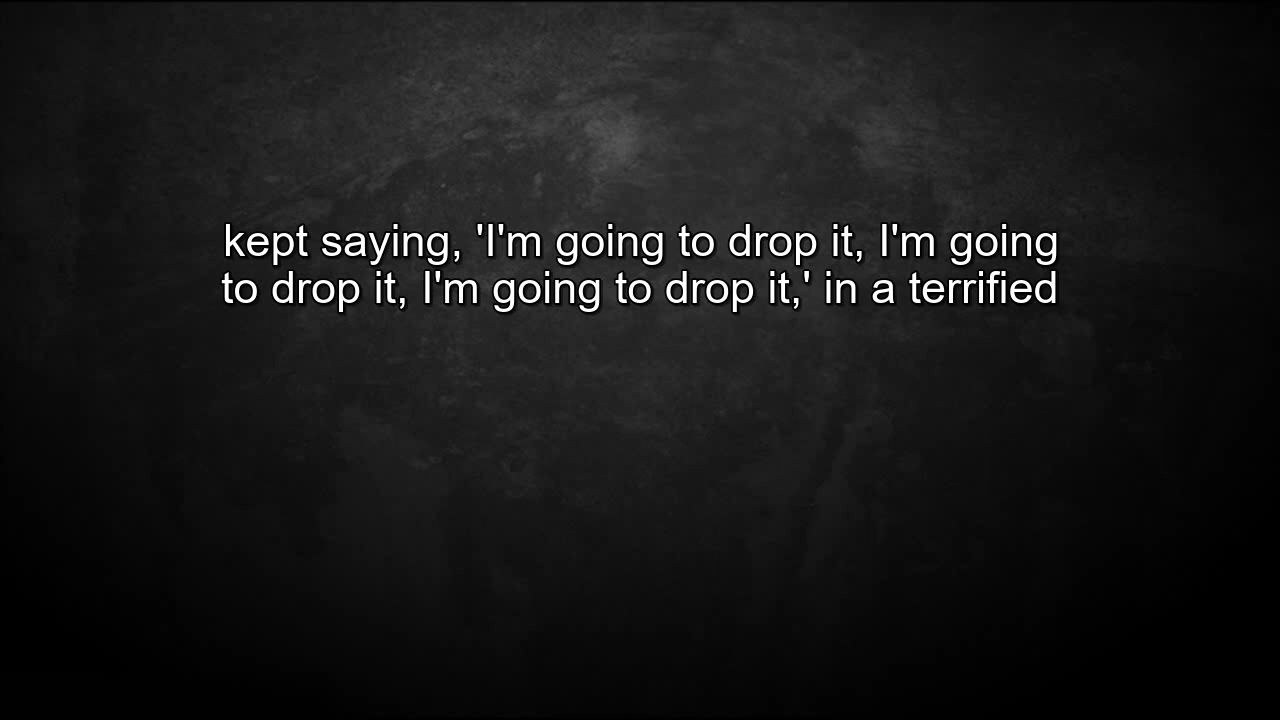 kept saying, 'I'm going to drop it, I'm going
to drop it, I'm going to drop it,' in a terrified